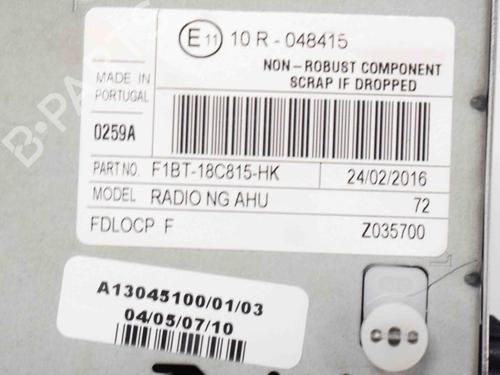 E11 10 R - 048415
NON - ROBUST COMPONENT
SCRAP IF DROPPED
MADE IN
PORTUGAL
0259A
PART NO. F1BT-18C815-HK 24/02/2016
MODEL RADIO NG AHU 72
FDLOCP F Z035700
A13045100/01/03
04/05/07/10
B-PARTS